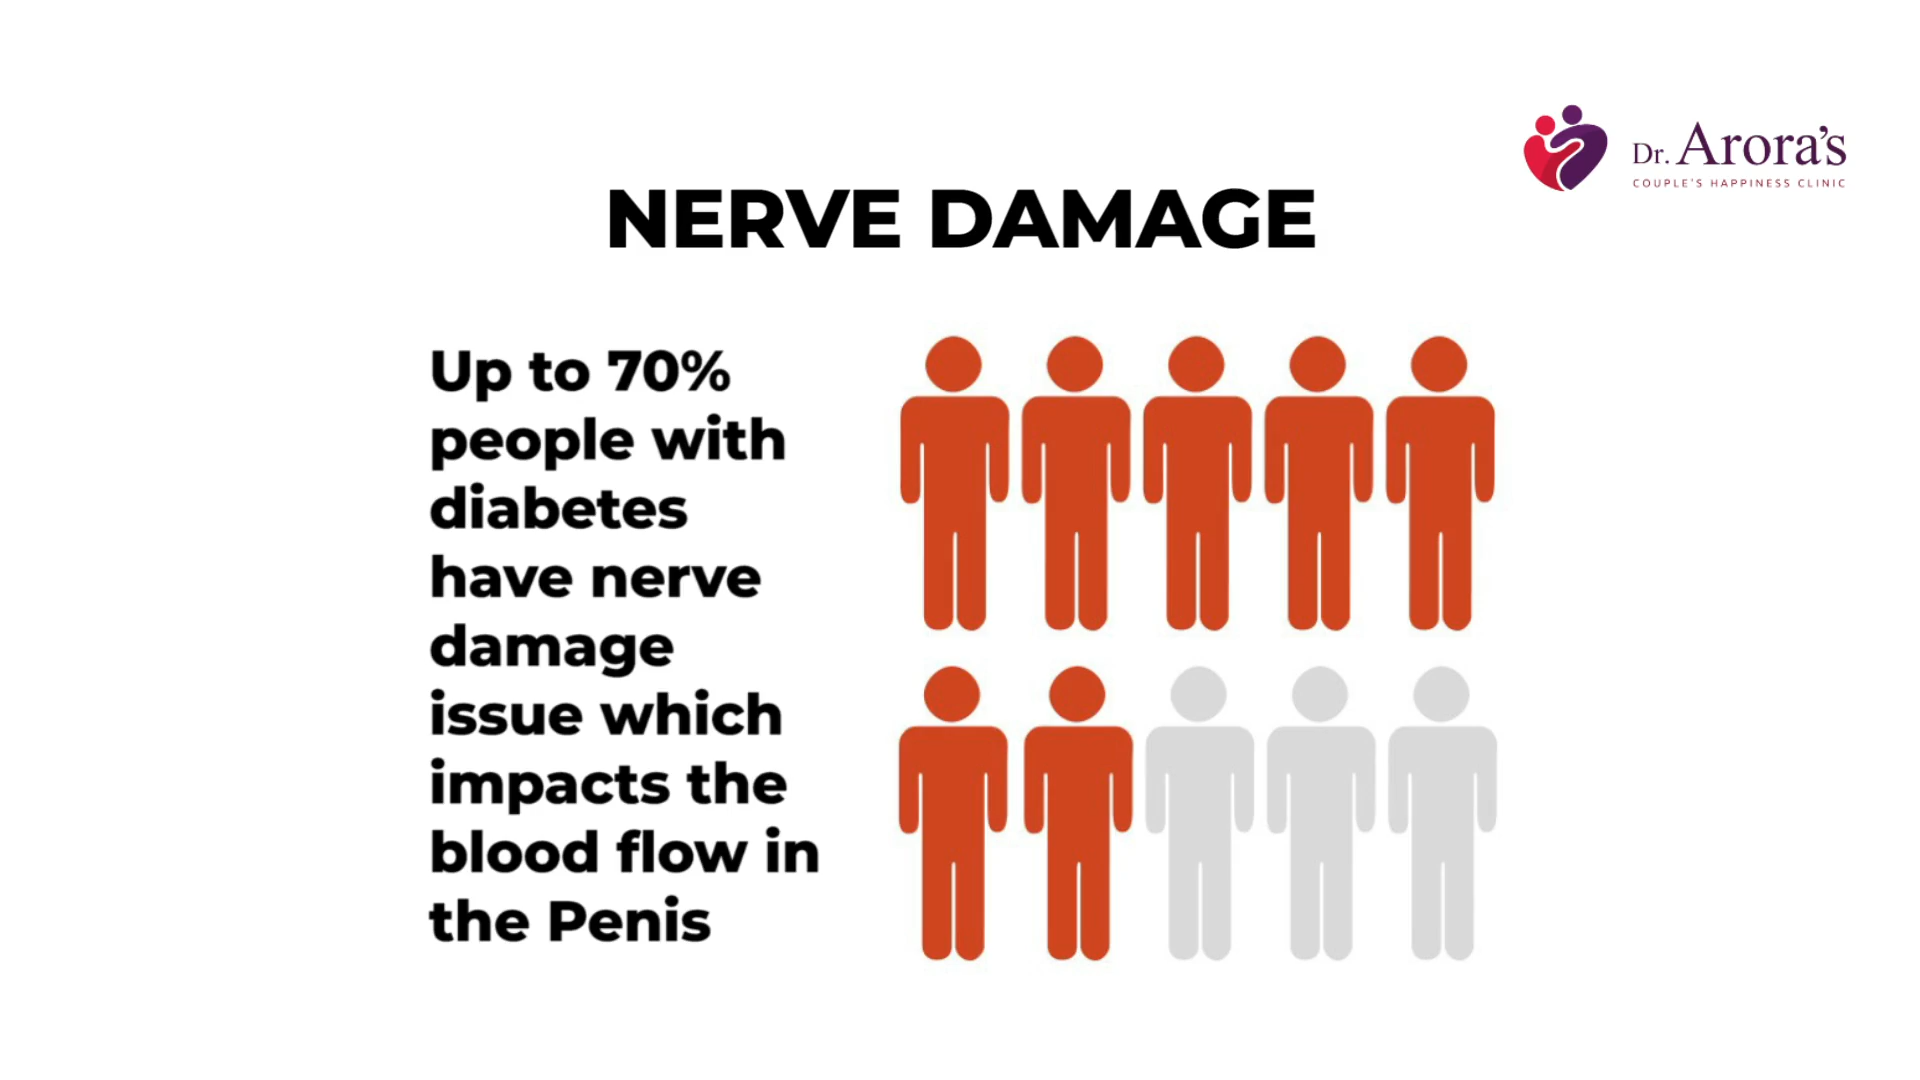 Dr. Arora's
COUPLE'S HAPPINESS CLINIC
NERVE DAMAGE
Up to 70%
people with
diabetes
have nerve
damage
issue which
impacts the
blood flow in
the Penis